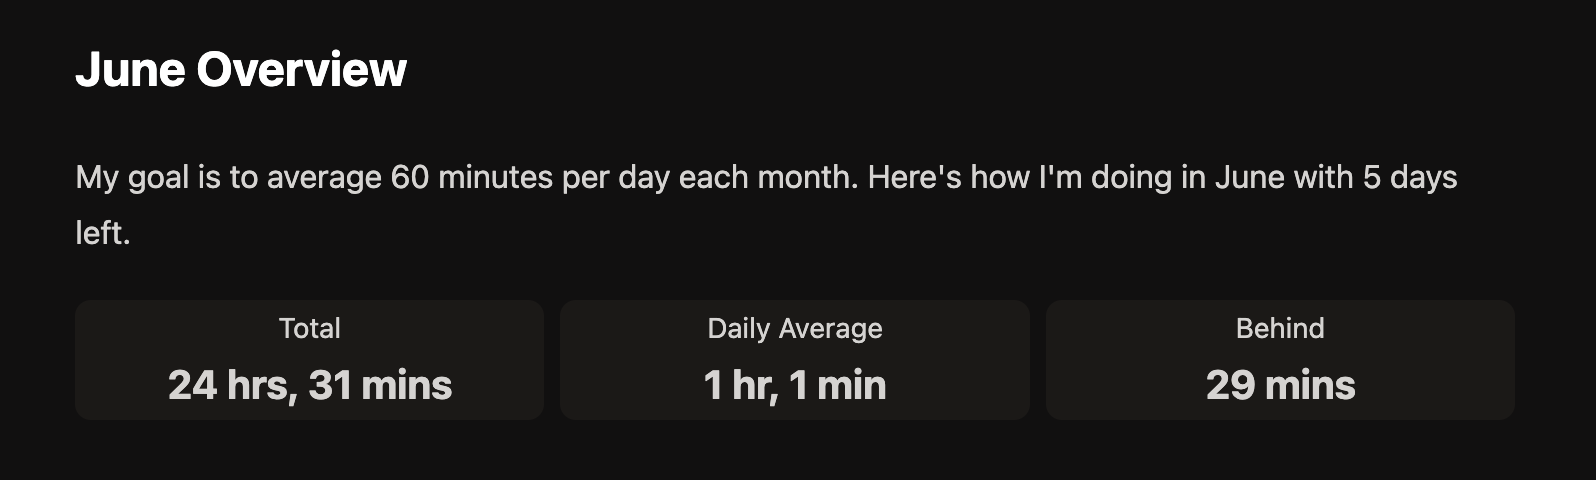 June Overview
My goal is to average 60 minutes per day each month. Here's how I'm doing in June with 5 days
left.
Total
24 hrs, 31 mins
Daily Average
1 hr, 1 min
Behind
29 mins